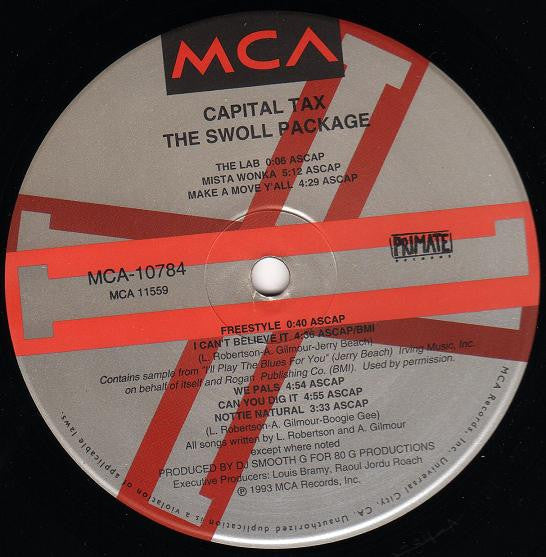 MCA
CAPITAL TAX
THE SWOLL PACKAGE
THE LAB 0:06 ASCAP
MISTA WONKA 5:12 ASCAP
MAKE A MOVE Y'ALL 4:29 ASCAP
PRIMATE
RECORDS
MCA-10784
MCA 11559
FREESTYLE 0:40 ASCAP
I CAN'T BELIEVE IT 4:36 ASCAP/BMI
(L. Robertson-A. Gilmour-Jerry Beach)
Contains sample from "I'll Play The Blues For You" (Jerry Beach) Irving Music, Inc.
on behalf of itself and Rogan Publishing Co. (BMI). Used by permission.
WE PALS 4:54 ASCAP
CAN YOU DIG IT 4:55 ASCAP
NOTTIE NATURAL 3:33 ASCAP
(L. Robertson-A. Gilmour-Boogie Gee)
All songs written by L. Robertson and A. Gilmour
except where noted
PRODUCED BY DJ SMOOTH G FOR 80 G PRODUCTIONS
Executive Producers: Louis Bramy, Raoul Jordu Roach
℗ 1993 MCA Records, Inc.
MCA Records, Inc. Universal City, CA. Unauthorized duplication is a violation of applicable laws.